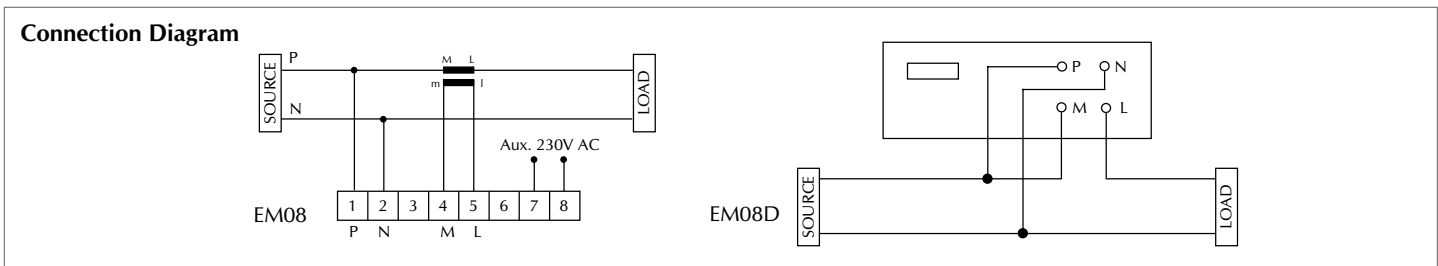 Connection Diagram
SOURCE
P
N
M L
m l
LOAD
Aux. 230V AC
EM08
1 2 3 4 5 6 7 8
P N M L
EM08D
P N
M L
SOURCE
LOAD